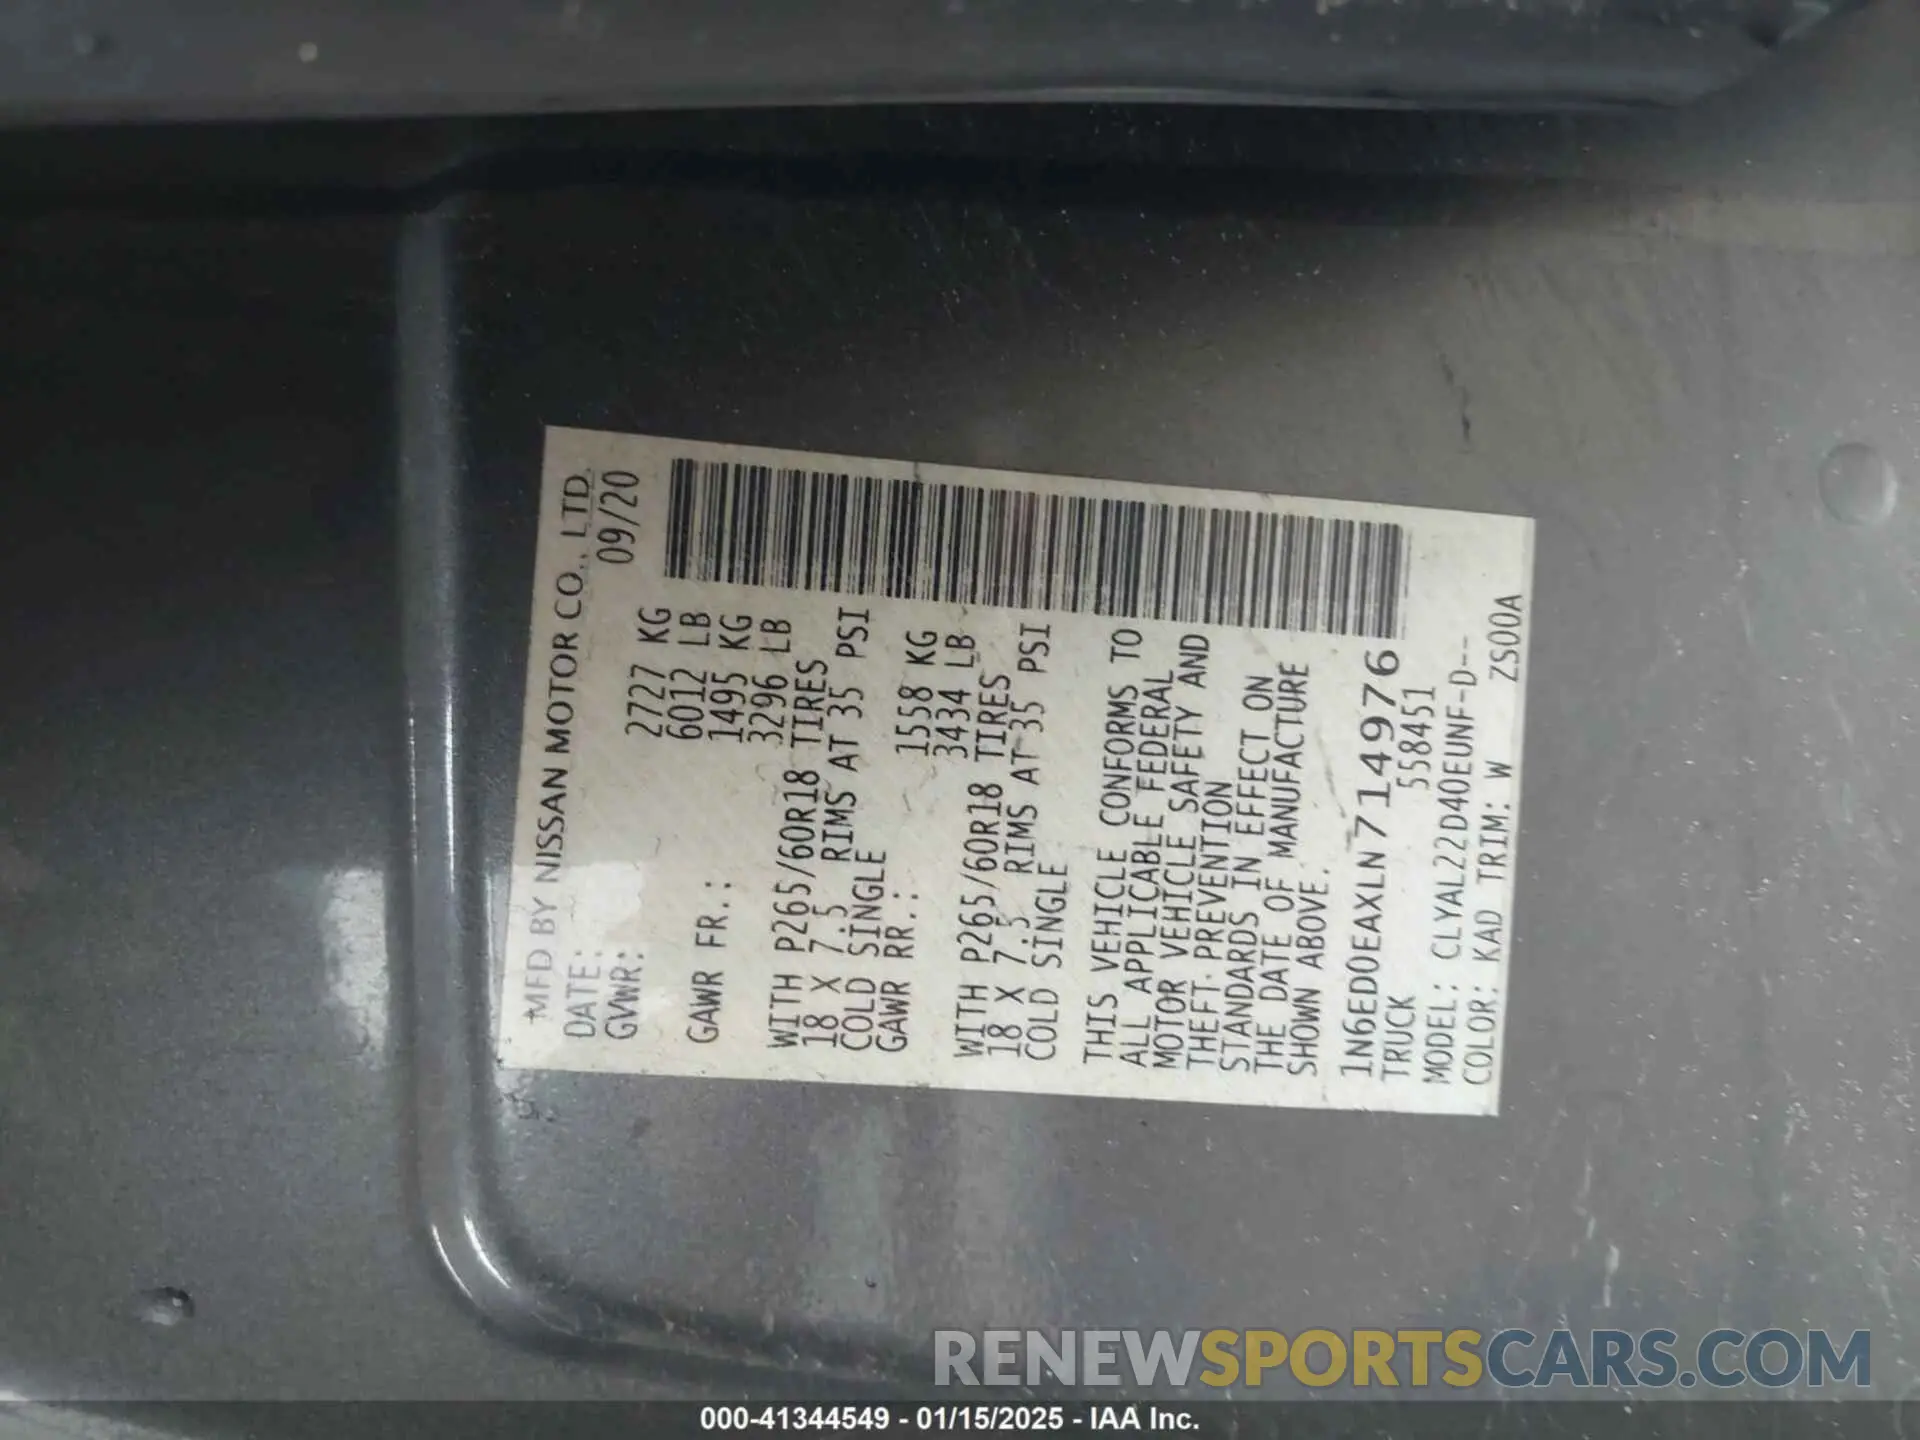 *MFD BY NISSAN MOTOR CO., LTD.
DATE: 09/20
GVWR: 2727 KG
6012 LB
GAWR FR.: 1495 KG
3296 LB
WITH P265/60R18 TIRES
18 X 7.5 RIMS AT 35 PSI
COLD SINGLE
GAWR RR.: 1558 KG
3434 LB
WITH P265/60R18 TIRES
18 X 7.5 RIMS AT 35 PSI
COLD SINGLE
THIS VEHICLE CONFORMS TO
ALL APPLICABLE FEDERAL
MOTOR VEHICLE SAFETY AND
THEFT PREVENTION
STANDARDS IN EFFECT ON
THE DATE OF MANUFACTURE
SHOWN ABOVE.
1N6ED0EAXLN714976
TRUCK 558451
MODEL: CLYAL22D40EUNF-D---
COLOR: KAD TRIM: W ZS00A
RENEWSPORTSCARS.COM
000-41344549 - 01/15/2025 - IAA Inc.